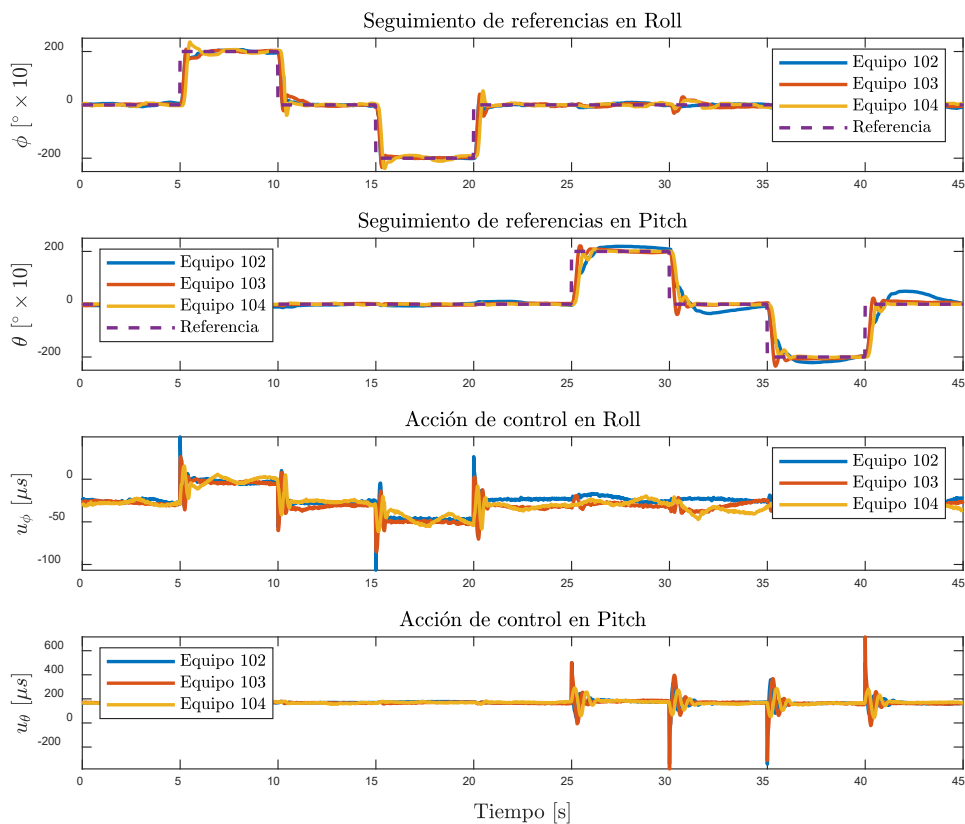 Seguimiento de referencias en Roll
ϕ [° × 10]
200
0
-200
Equipo 102
Equipo 103
Equipo 104
Referencia
0 5 10 15 20 25 30 35 40 45
Seguimiento de referencias en Pitch
θ [° × 10]
200
0
-200
Equipo 102
Equipo 103
Equipo 104
Referencia
0 5 10 15 20 25 30 35 40 45
Acción de control en Roll
uϕ [μs]
0
-50
-100
Equipo 102
Equipo 103
Equipo 104
0 5 10 15 20 25 30 35 40 45
Acción de control en Pitch
uθ [μs]
600
400
200
0
-200
Equipo 102
Equipo 103
Equipo 104
0 5 10 15 20 25 30 35 40 45
Tiempo [s]